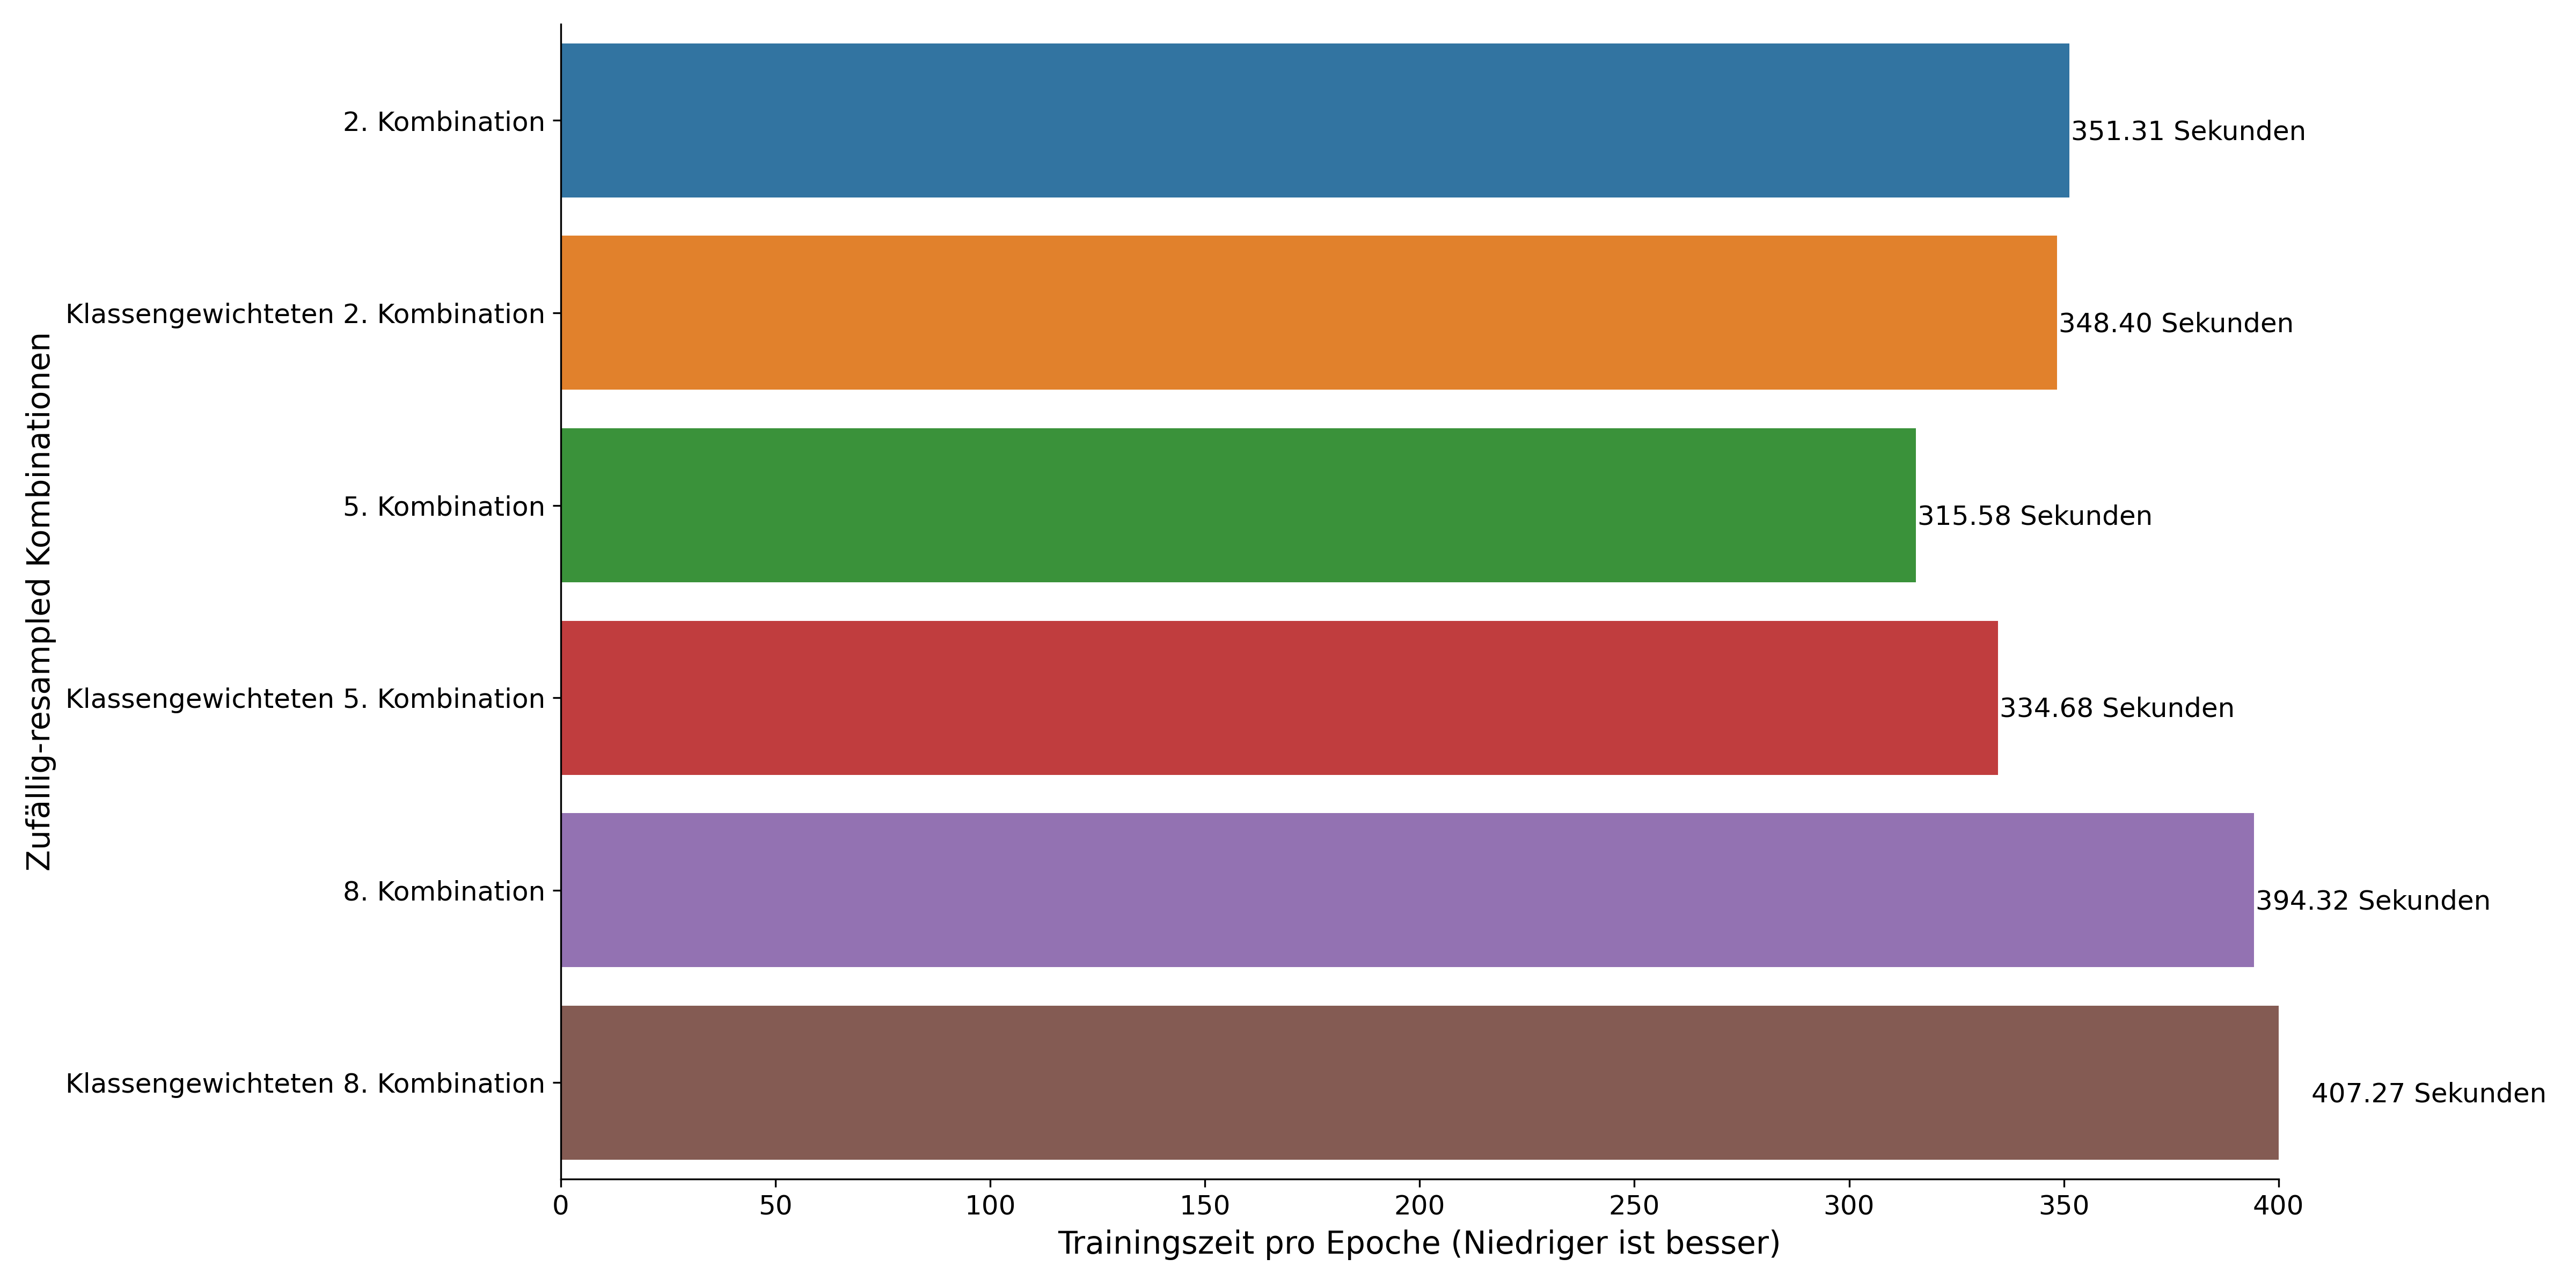 Zufällig-resampled Kombinationen
2. Kombination
351.31 Sekunden
Klassengewichteten 2. Kombination
348.40 Sekunden
5. Kombination
315.58 Sekunden
Klassengewichteten 5. Kombination
334.68 Sekunden
8. Kombination
394.32 Sekunden
Klassengewichteten 8. Kombination
407.27 Sekunden
0 50 100 150 200 250 300 350 400
Trainingszeit pro Epoche (Niedriger ist besser)